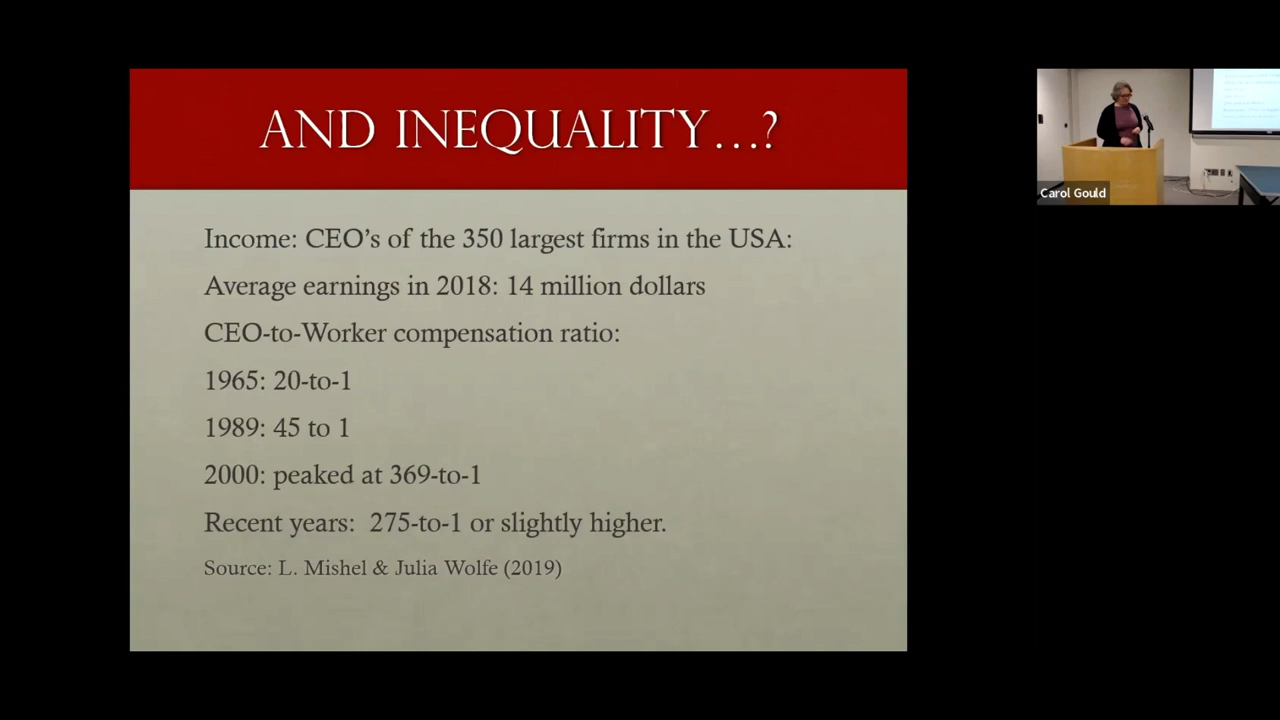 AND INEQUALITY…?
Income: CEO’s of the 350 largest firms in the USA:
Average earnings in 2018: 14 million dollars
CEO-to-Worker compensation ratio:
1965: 20-to-1
1989: 45 to 1
2000: peaked at 369-to-1
Recent years:  275-to-1 or slightly higher.
Source: L. Mishel & Julia Wolfe (2019)
Carol Gould